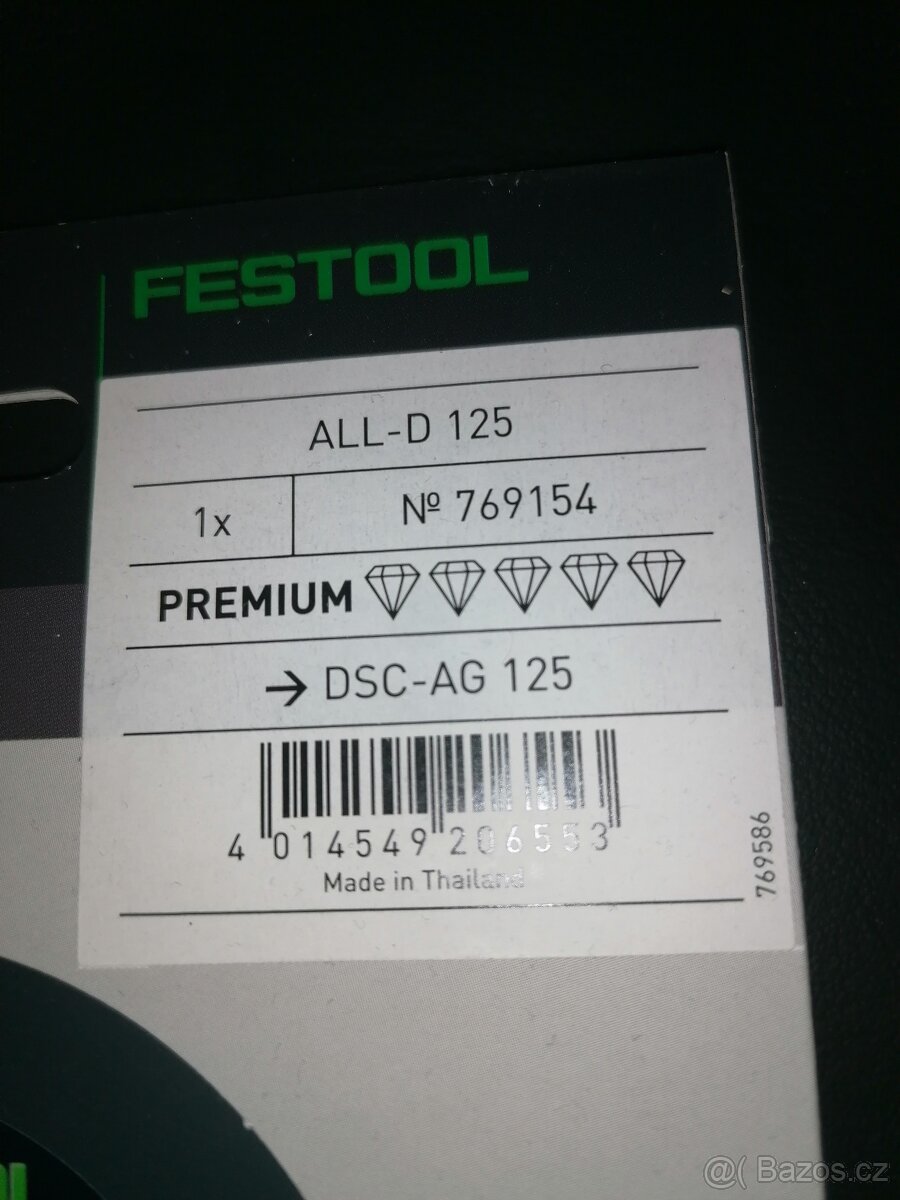 FESTOOL
ALL-D 125
1x
Nº 769154
PREMIUM
→ DSC-AG 125
4 014549 206553
Made in Thailand
769586
@( Bazos.cz